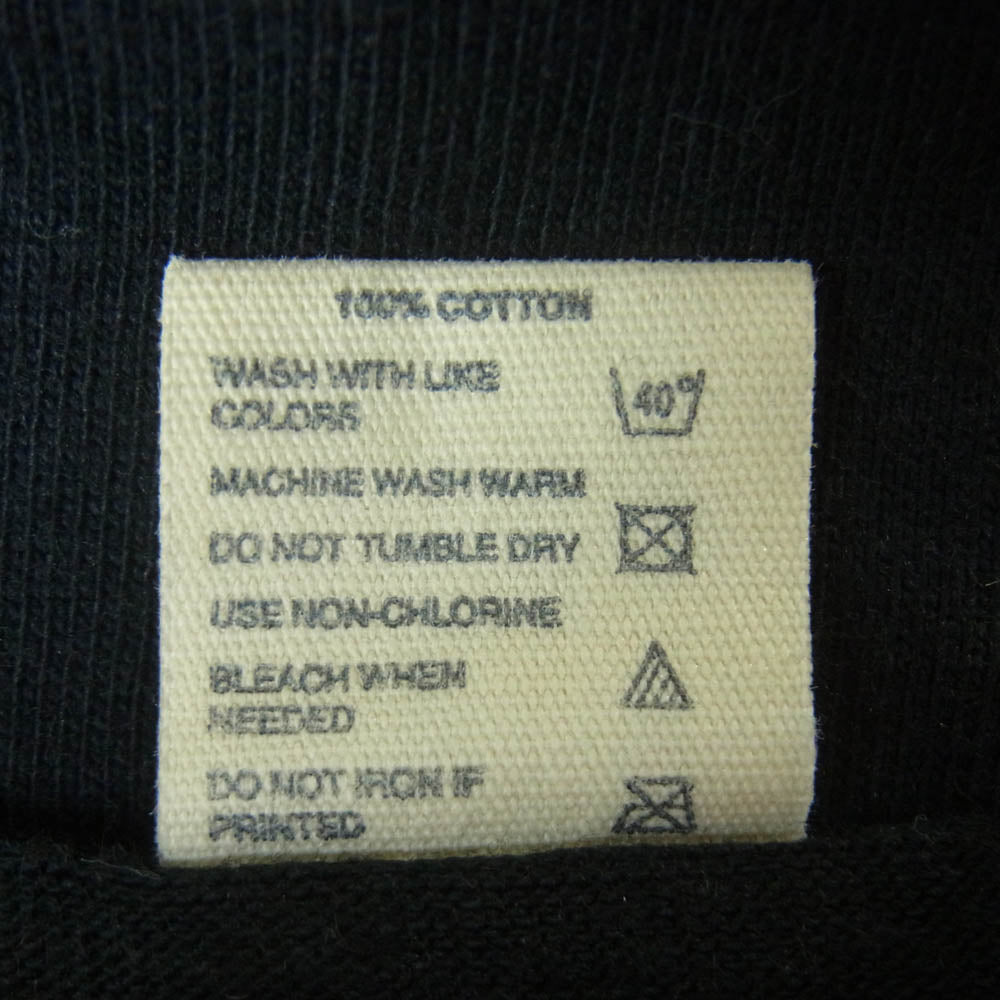 100% COTTON
WASH WITH LIKE
COLORS
40°
MACHINE WASH WARM
DO NOT TUMBLE DRY
USE NON-CHLORINE
BLEACH WHEN
NEEDED
DO NOT IRON IF
PRINTED